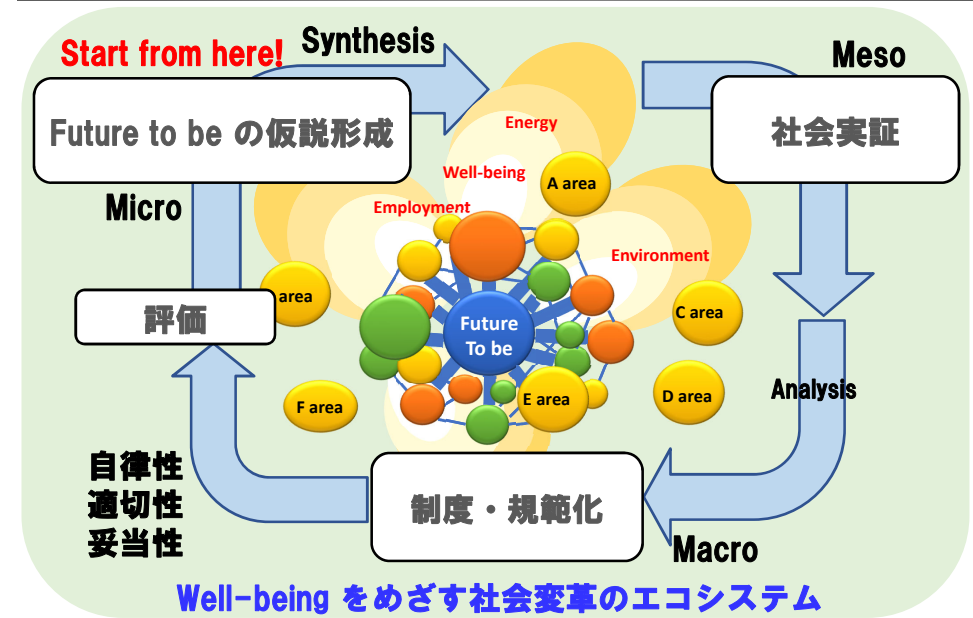 Start from here!
Synthesis
Meso
Future to be の仮説形成
社会実証
Energy
Well-being
A area
Employment
Micro
Environment
area
C area
評価
Future
To be
Analysis
E area
D area
F area
自律性
適切性
妥当性
制度・規範化
Macro
Well-being をめざす社会変革のエコシステム